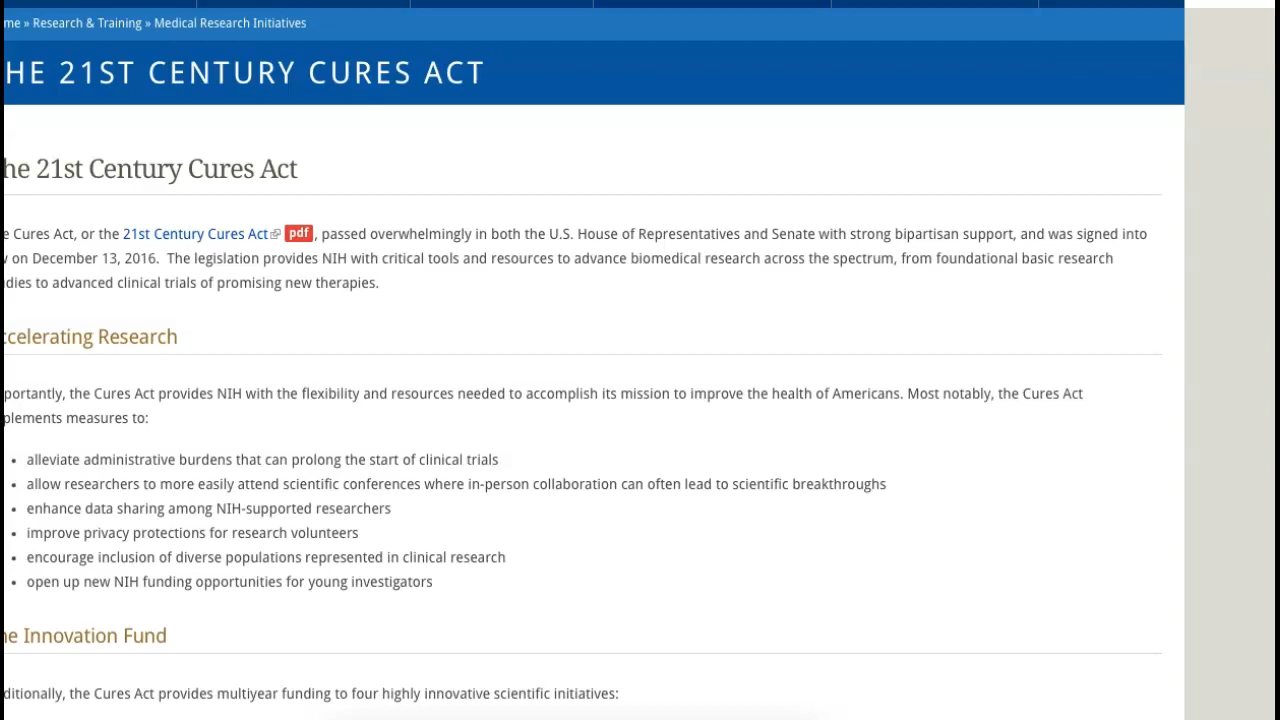 me » Research & Training » Medical Research Initiatives
HE 21ST CENTURY CURES ACT
he 21st Century Cures Act
e Cures Act, or the 21st Century Cures Act pdf, passed overwhelmingly in both the U.S. House of Representatives and Senate with strong bipartisan support, and was signed into
w on December 13, 2016. The legislation provides NIH with critical tools and resources to advance biomedical research across the spectrum, from foundational basic research
dies to advanced clinical trials of promising new therapies.
ccelerating Research
portantly, the Cures Act provides NIH with the flexibility and resources needed to accomplish its mission to improve the health of Americans. Most notably, the Cures Act
plements measures to:
• alleviate administrative burdens that can prolong the start of clinical trials
• allow researchers to more easily attend scientific conferences where in-person collaboration can often lead to scientific breakthroughs
• enhance data sharing among NIH-supported researchers
• improve privacy protections for research volunteers
• encourage inclusion of diverse populations represented in clinical research
• open up new NIH funding opportunities for young investigators
he Innovation Fund
ditionally, the Cures Act provides multiyear funding to four highly innovative scientific initiatives: